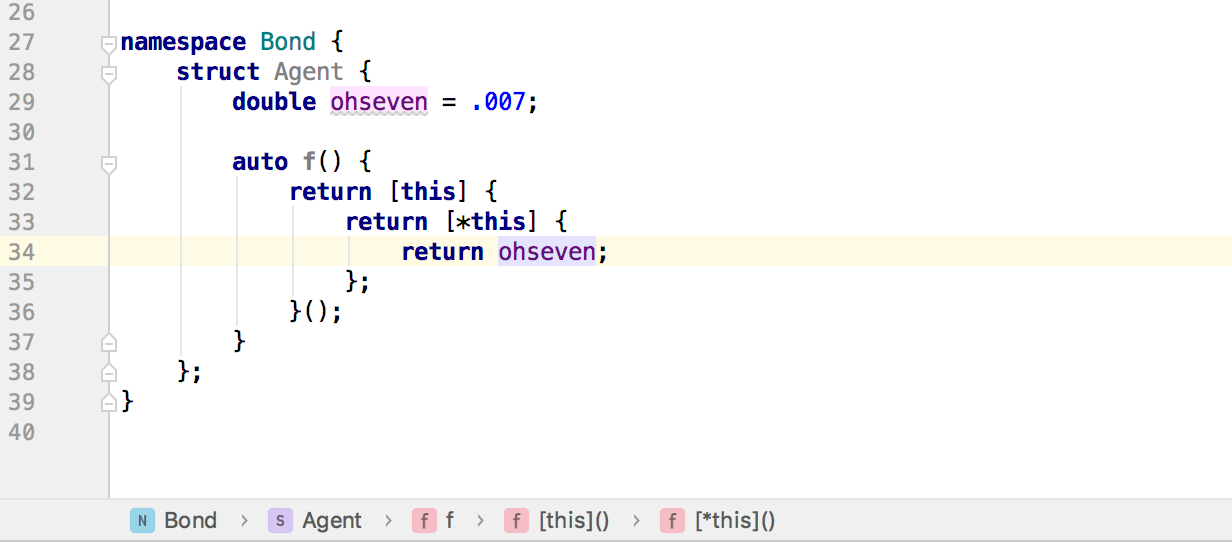 26
27 namespace Bond {
28     struct Agent {
29         double ohseven = .007;
30
31         auto f() {
32             return [this] {
33                 return [*this] {
34                     return ohseven;
35                 };
36             }();
37         }
38     };
39 }
40
N Bond > S Agent > f f > f [this]() > f [*this]()